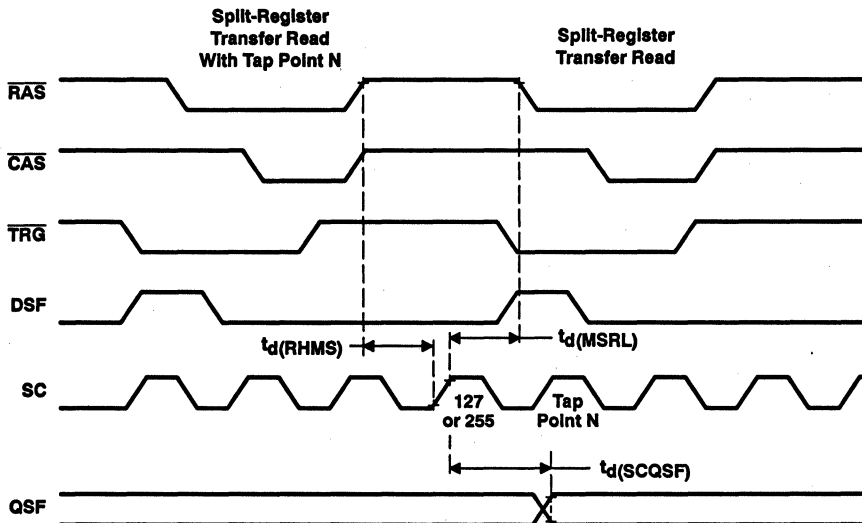 Split-Register
Transfer Read
With Tap Point N
Split-Register
Transfer Read
RAS
CAS
TRG
DSF
td(RHMS)
td(MSRL)
SC
127
or 255
Tap
Point N
td(SCQSF)
QSF